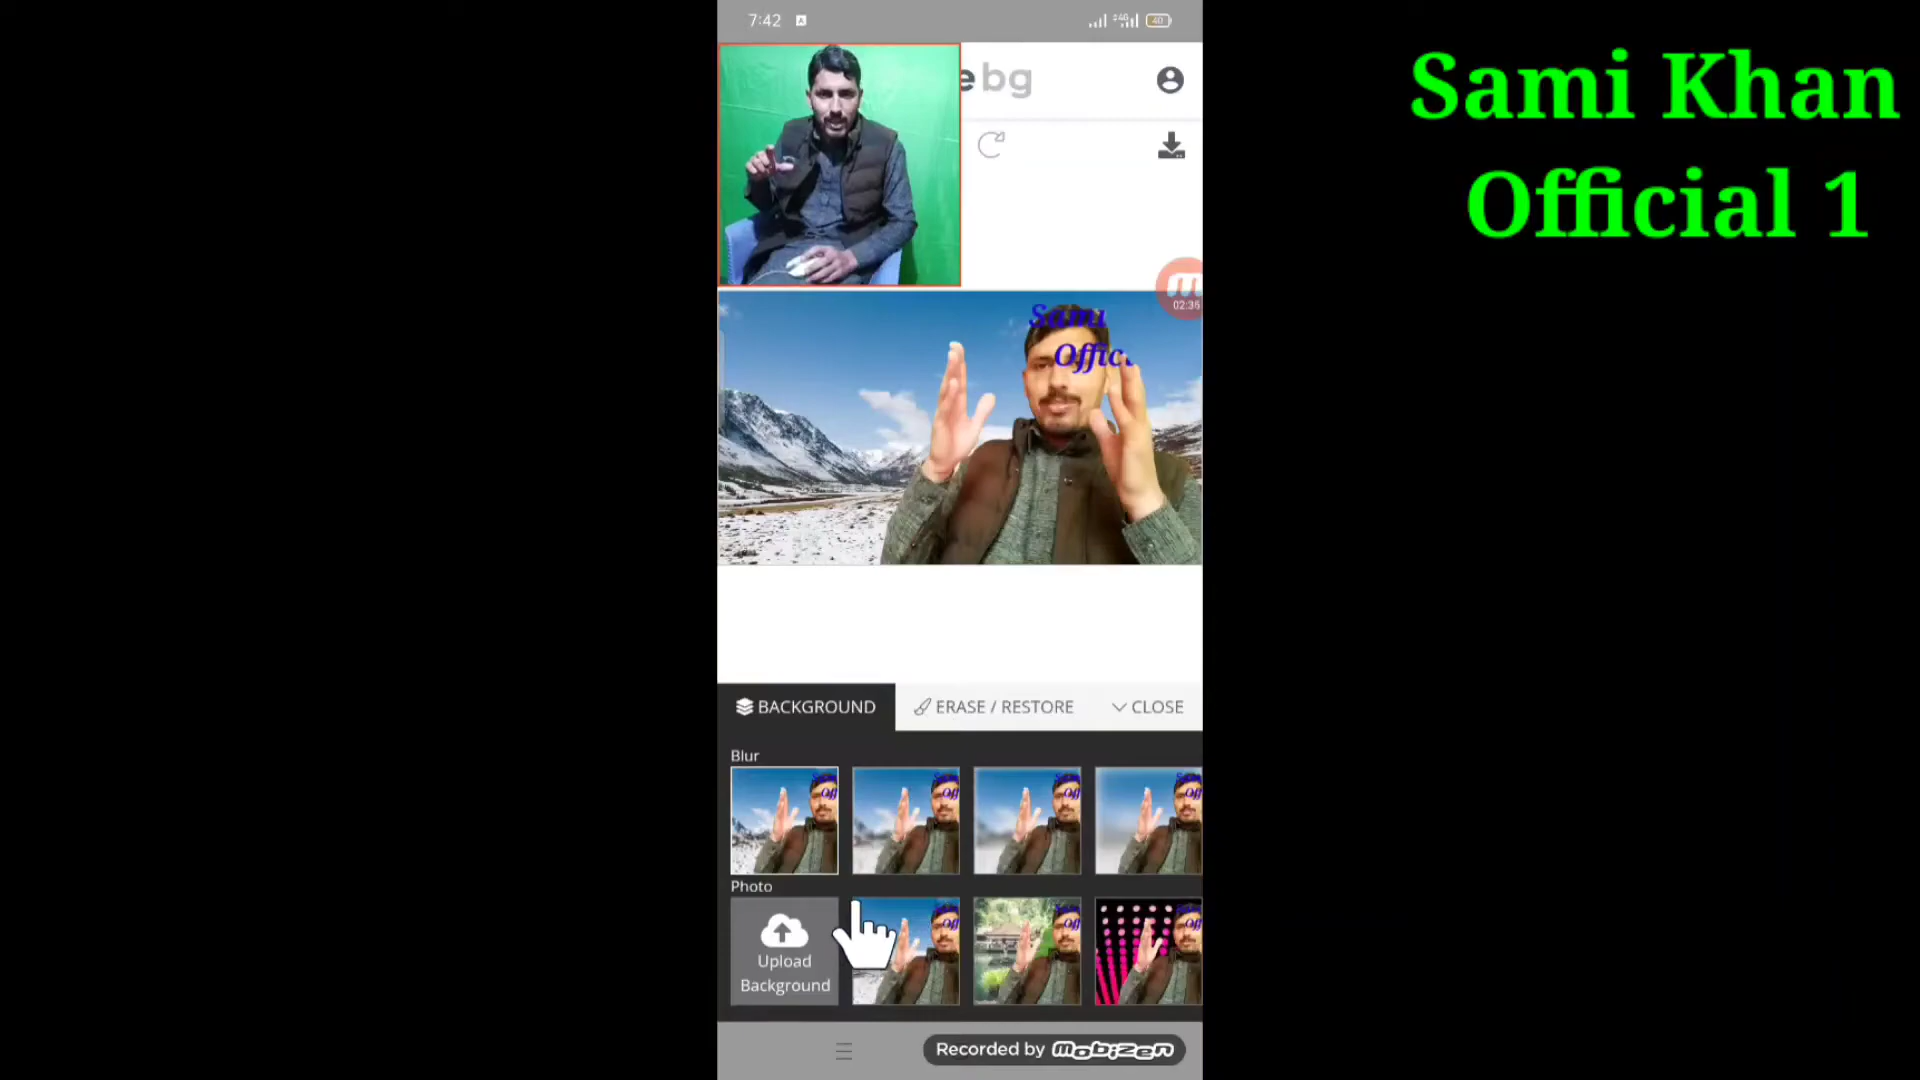 7:42
Sami Khan
Official 1
e bg
02:36
Sami
Offic
BACKGROUND
ERASE / RESTORE
CLOSE
Blur
Photo
Upload
Background
Recorded by mobizen